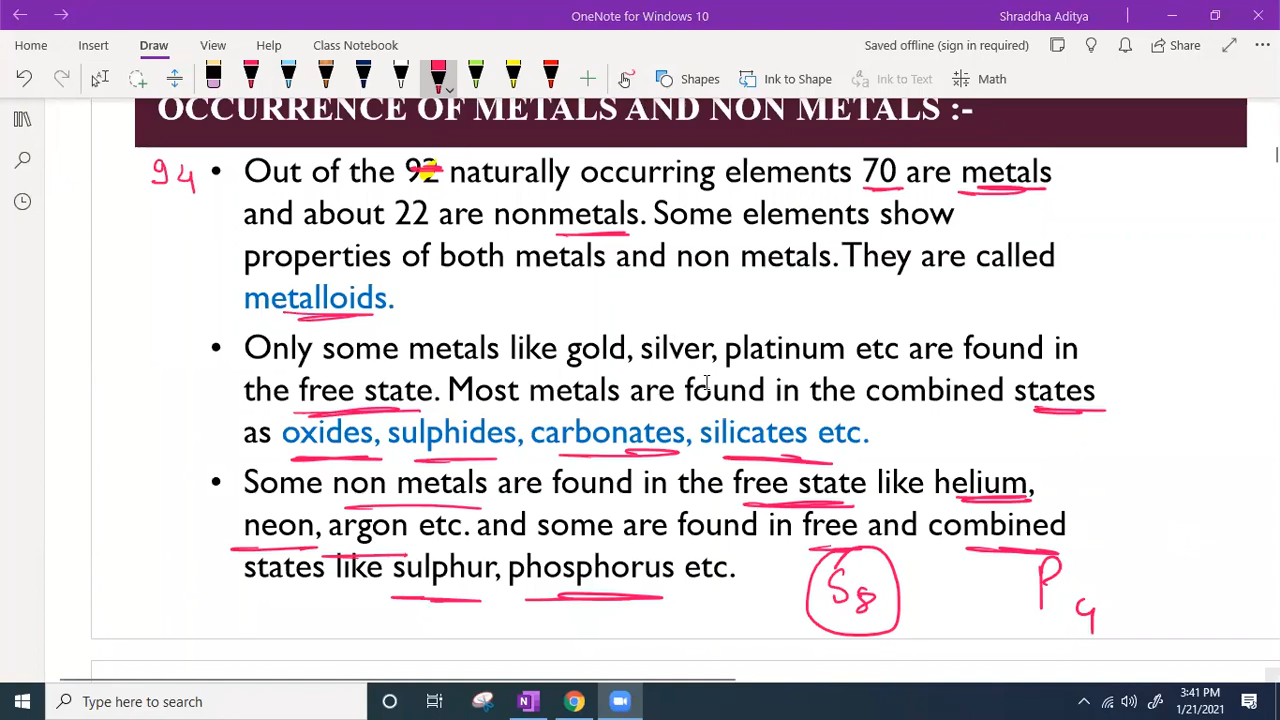 OneNote for Windows 10
Shraddha Aditya
Home Insert Draw View Help Class Notebook
Saved offline (sign in required)
Share
Shapes
Ink to Shape
Ink to Text
Math
OCCURRENCE OF METALS AND NON METALS :-
94 • Out of the 92 naturally occurring elements 70 are metals
and about 22 are nonmetals. Some elements show
properties of both metals and non metals. They are called
metalloids.
• Only some metals like gold, silver, platinum etc are found in
the free state. Most metals are found in the combined states
as oxides, sulphides, carbonates, silicates etc.
• Some non metals are found in the free state like helium,
neon, argon etc. and some are found in free and combined
states like sulphur, phosphorus etc.
S8 P4
Type here to search
3:41 PM
1/21/2021